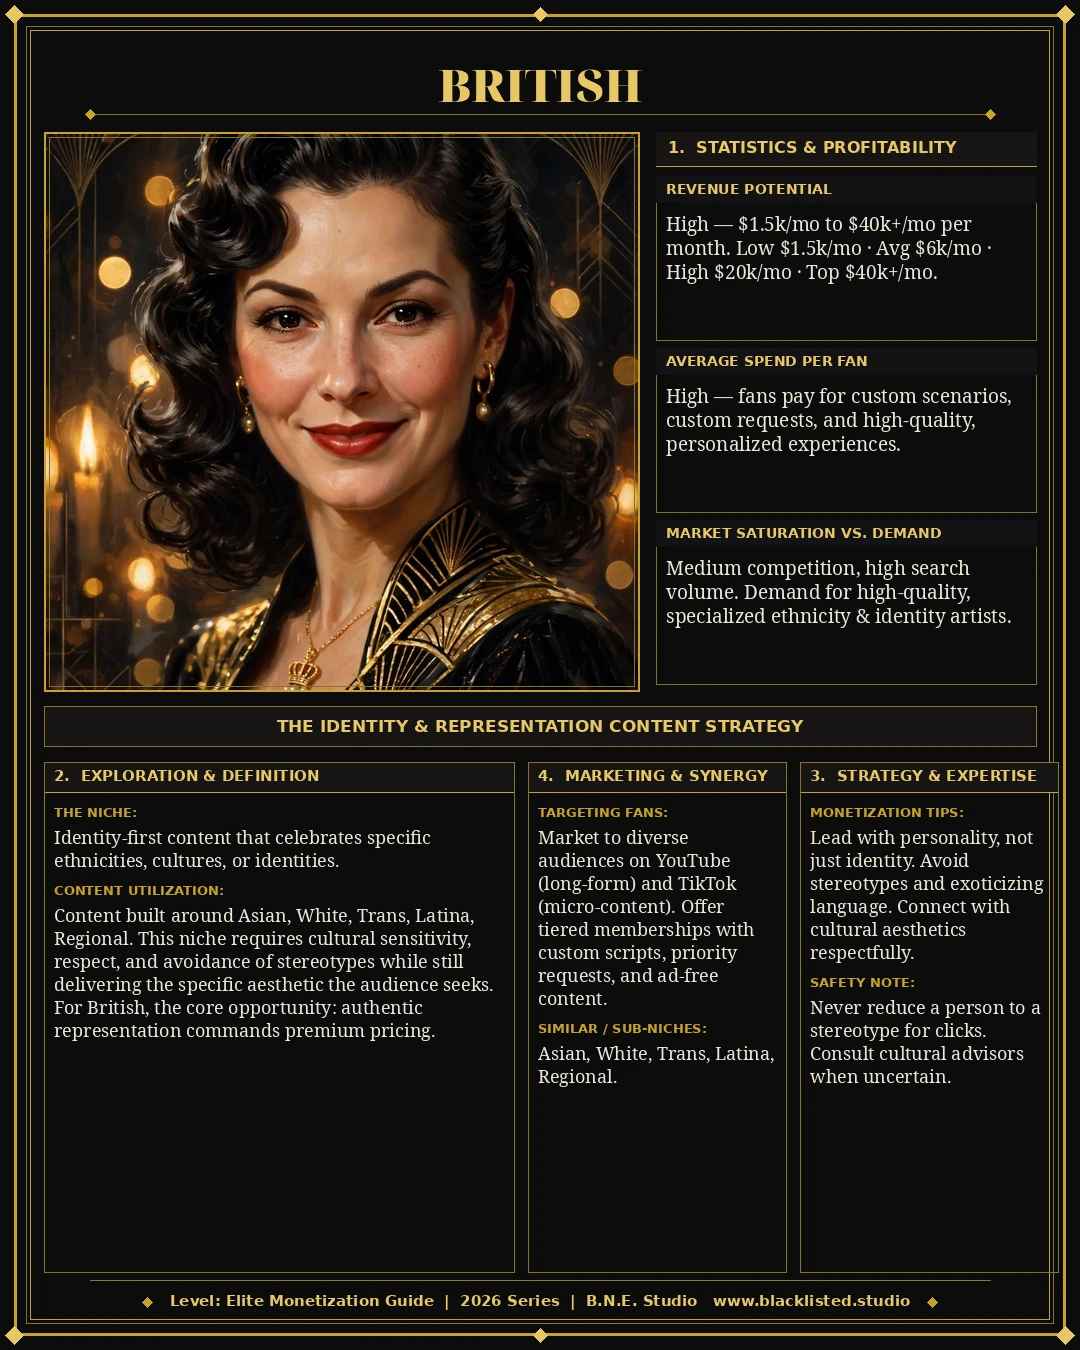 BRITISH
1. STATISTICS & PROFITABILITY
REVENUE POTENTIAL
High — $1.5k/mo to $40k+/mo per
month. Low $1.5k/mo · Avg $6k/mo ·
High $20k/mo · Top $40k+/mo.
AVERAGE SPEND PER FAN
High — fans pay for custom scenarios,
custom requests, and high-quality,
personalized experiences.
MARKET SATURATION VS. DEMAND
Medium competition, high search
volume. Demand for high-quality,
specialized ethnicity & identity artists.
THE IDENTITY & REPRESENTATION CONTENT STRATEGY
2. EXPLORATION & DEFINITION
THE NICHE:
Identity-first content that celebrates specific
ethnicities, cultures, or identities.
CONTENT UTILIZATION:
Content built around Asian, White, Trans, Latina,
Regional. This niche requires cultural sensitivity,
respect, and avoidance of stereotypes while still
delivering the specific aesthetic the audience seeks.
For British, the core opportunity: authentic
representation commands premium pricing.
4. MARKETING & SYNERGY
TARGETING FANS:
Market to diverse
audiences on YouTube
(long-form) and TikTok
(micro-content). Offer
tiered memberships with
custom scripts, priority
requests, and ad-free
content.
SIMILAR / SUB-NICHES:
Asian, White, Trans, Latina,
Regional.
3. STRATEGY & EXPERTISE
MONETIZATION TIPS:
Lead with personality, not
just identity. Avoid
stereotypes and exoticizing
language. Connect with
cultural aesthetics
respectfully.
SAFETY NOTE:
Never reduce a person to a
stereotype for clicks.
Consult cultural advisors
when uncertain.
Level: Elite Monetization Guide | 2026 Series | B.N.E. Studio www.blacklisted.studio